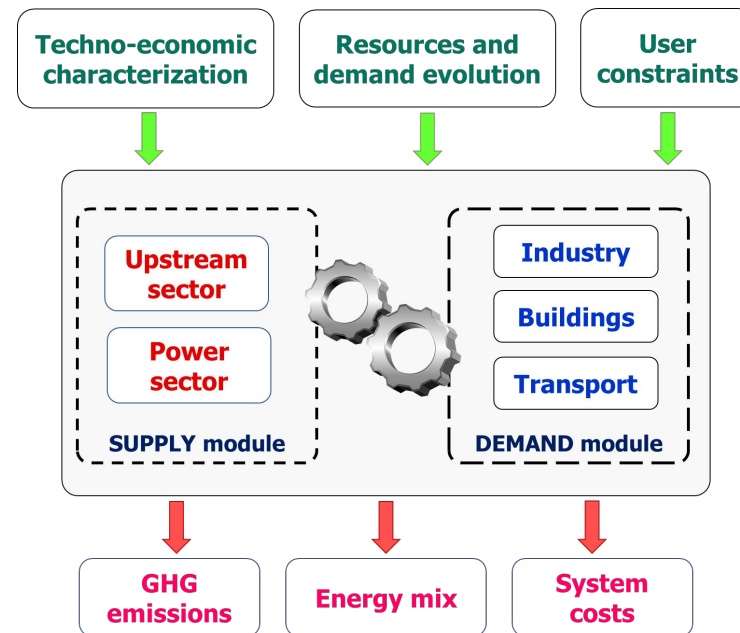 Techno-economic
characterization
Resources and
demand evolution
User
constraints
Upstream
sector
Power
sector
SUPPLY module
Industry
Buildings
Transport
DEMAND module
GHG
emissions
Energy mix
System
costs